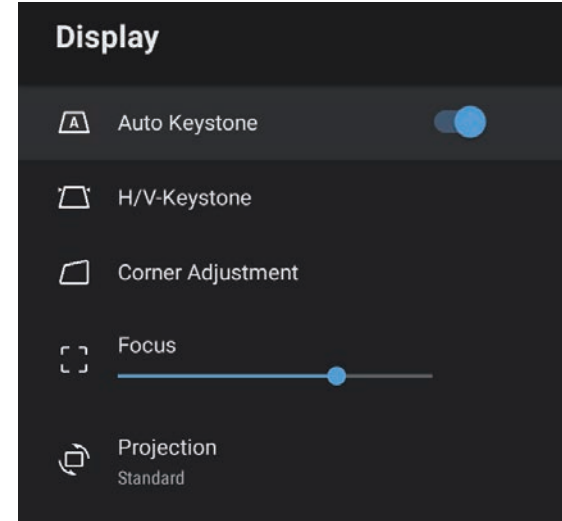 Display
A
Auto Keystone
H/V-Keystone
Corner Adjustment
Focus
Projection
Standard